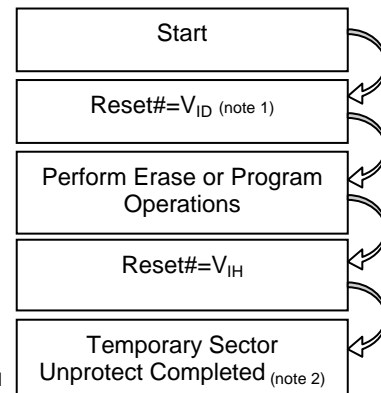 Start
Reset#=VID (note 1)
Perform Erase or Program
Operations
Reset#=VIH
Temporary Sector
Unprotect Completed (note 2)